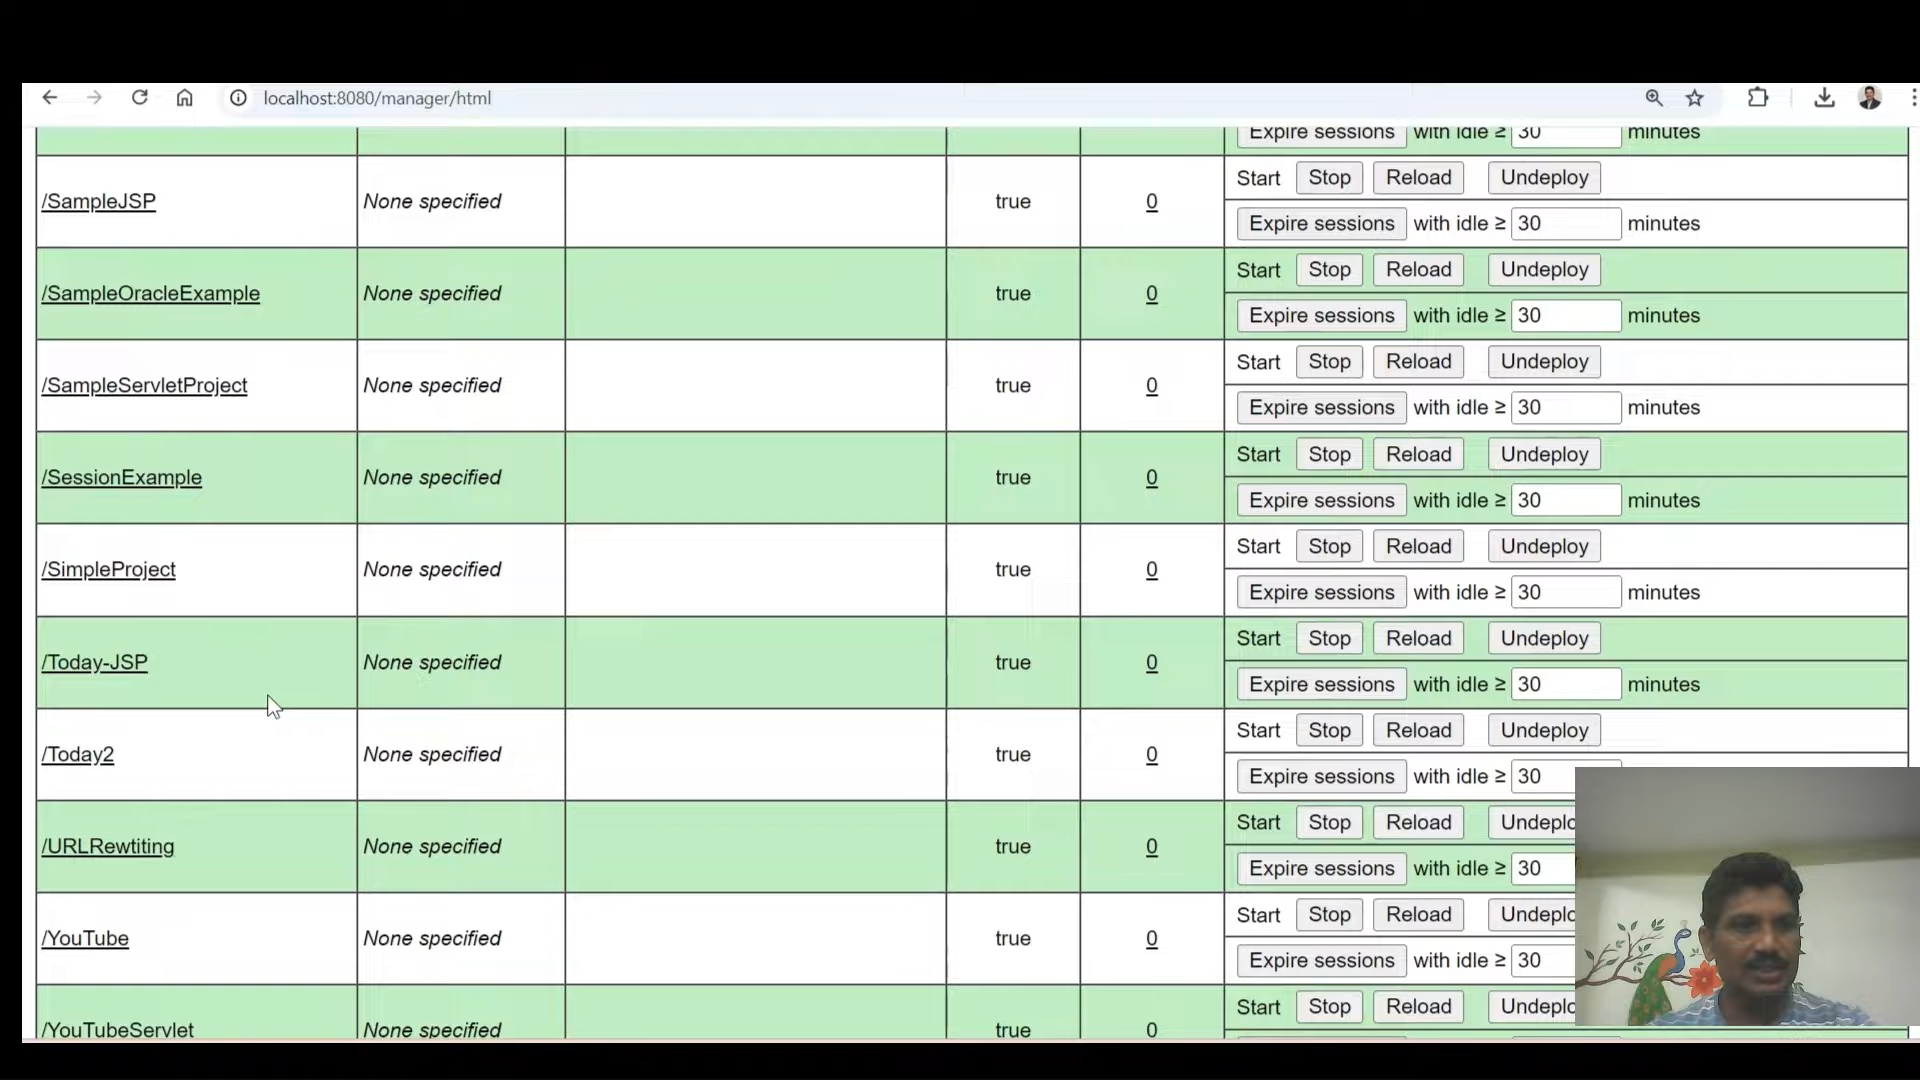 localhost:8080/manager/html
Expire sessions with idle ≥ 30 minutes
/SampleJSP None specified true 0 Start Stop Reload Undeploy
Expire sessions with idle ≥ 30 minutes
/SampleOracleExample None specified true 0 Start Stop Reload Undeploy
Expire sessions with idle ≥ 30 minutes
/SampleServletProject None specified true 0 Start Stop Reload Undeploy
Expire sessions with idle ≥ 30 minutes
/SessionExample None specified true 0 Start Stop Reload Undeploy
Expire sessions with idle ≥ 30 minutes
/SimpleProject None specified true 0 Start Stop Reload Undeploy
Expire sessions with idle ≥ 30 minutes
/Today-JSP None specified true 0 Start Stop Reload Undeploy
Expire sessions with idle ≥ 30 minutes
/Today2 None specified true 0 Start Stop Reload Undeploy
Expire sessions with idle ≥ 30
/URLRewtiting None specified true 0 Start Stop Reload Undeplo
Expire sessions with idle ≥ 30
/YouTube None specified true 0 Start Stop Reload Undeplo
Expire sessions with idle ≥ 30
/YouTubeServlet None specified true 0 Start Stop Reload Undeplo